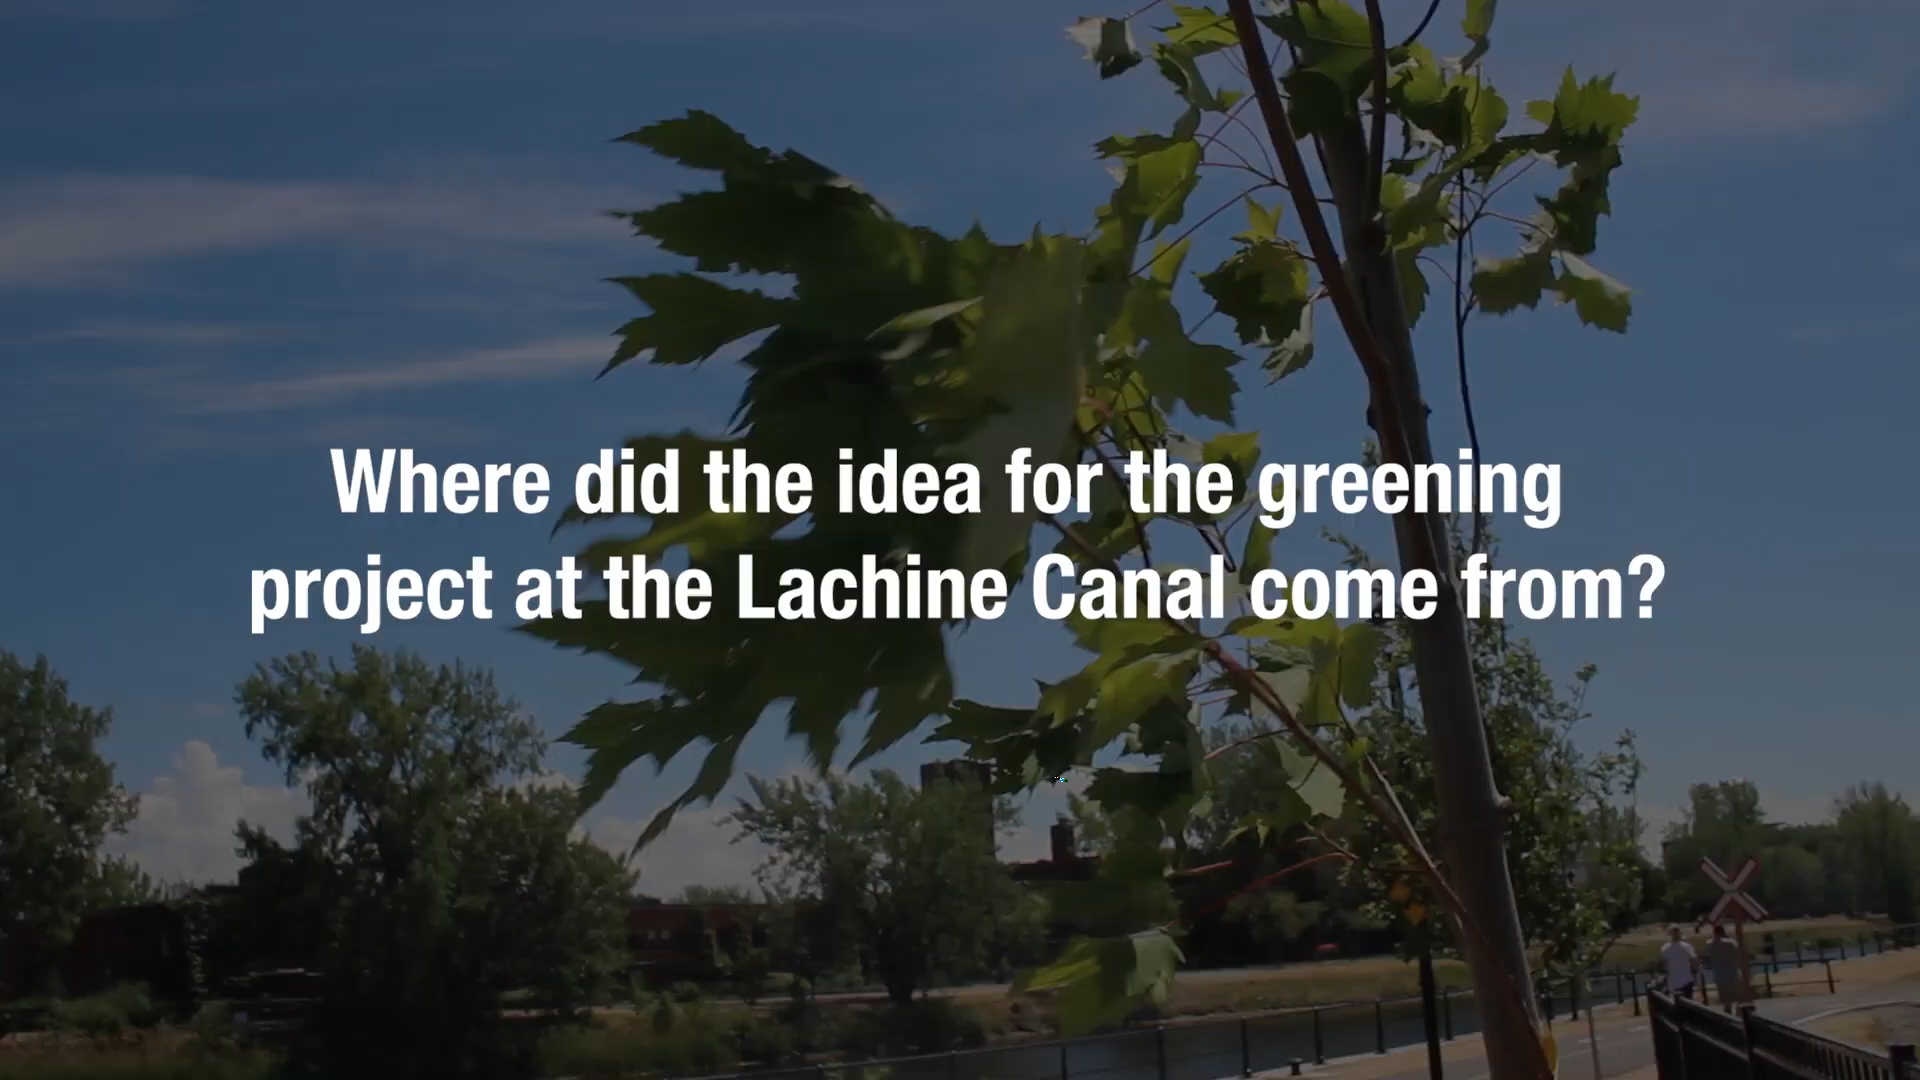 Where did the idea for the greening
project at the Lachine Canal come from?